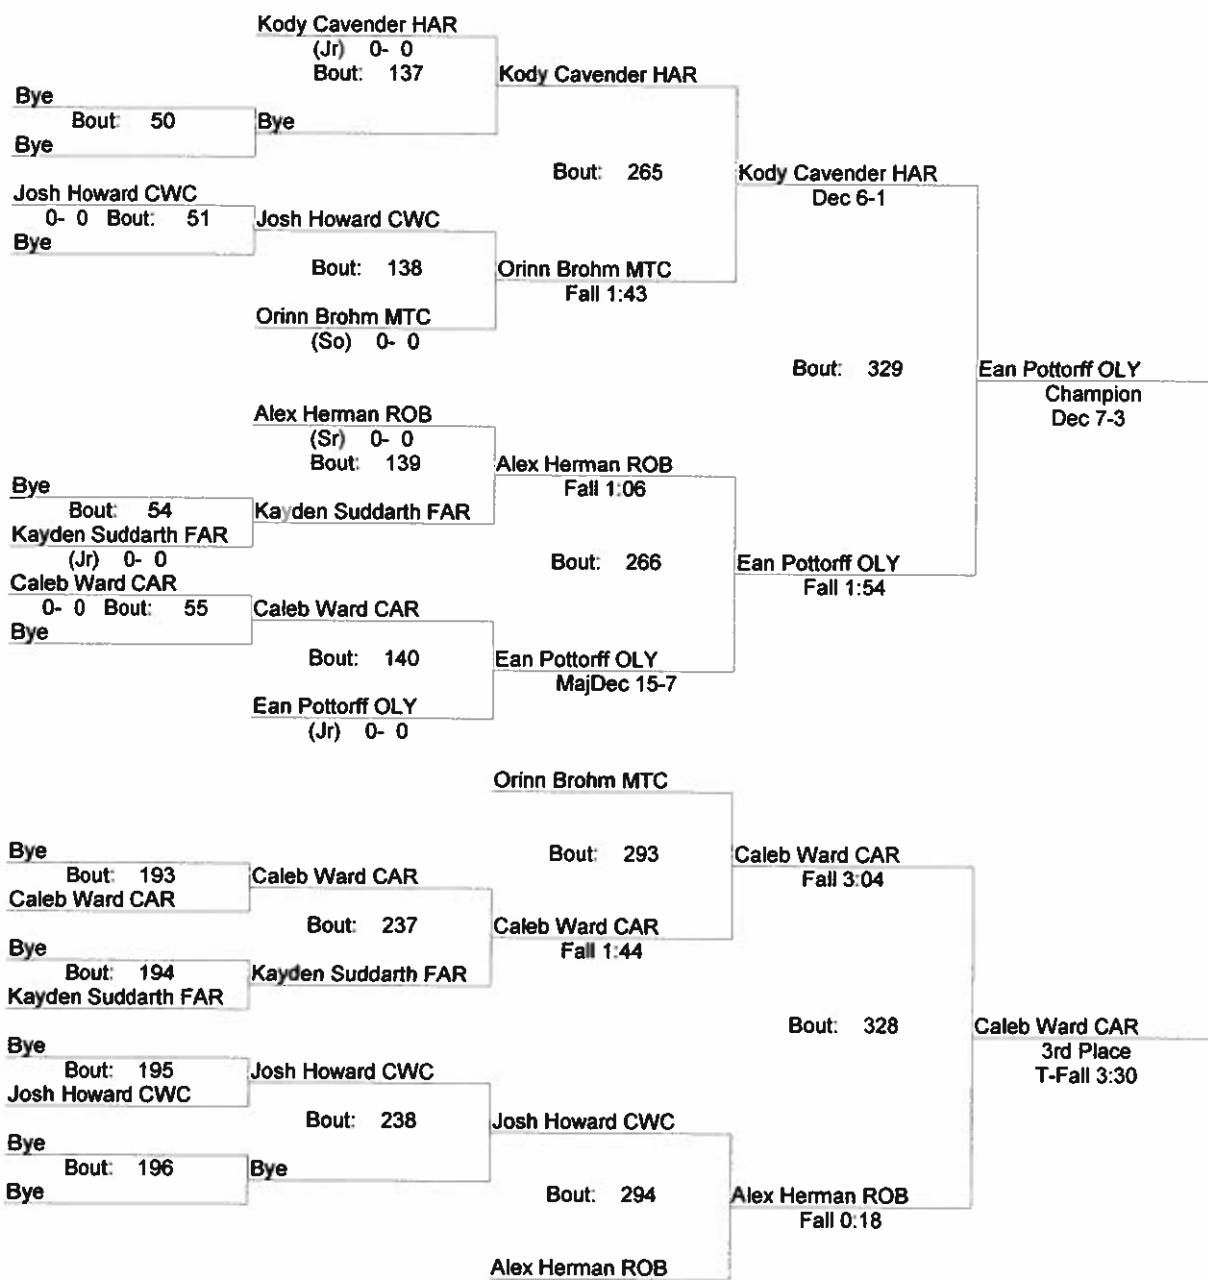 Kody Cavender HAR
(Jr) 0- 0
Bout: 137
Kody Cavender HAR
Bye
Bout: 50
Bye
Bye
Bout: 265
Kody Cavender HAR
Dec 6-1
Josh Howard CWC
0- 0 Bout: 51
Josh Howard CWC
Bye
Bout: 138
Orinn Brohm MTC
Fall 1:43
Orinn Brohm MTC
(So) 0- 0
Bout: 329
Ean Pottorff OLY
Champion
Dec 7-3
Alex Herman ROB
(Sr) 0- 0
Bout: 139
Alex Herman ROB
Fall 1:06
Bye
Bout: 54
Kayden Suddarth FAR
Kayden Suddarth FAR
(Jr) 0- 0
Bout: 266
Ean Pottorff OLY
Fall 1:54
Caleb Ward CAR
0- 0 Bout: 55
Caleb Ward CAR
Bye
Bout: 140
Ean Pottorff OLY
MajDec 15-7
Ean Pottorff OLY
(Jr) 0- 0
Orinn Brohm MTC
Bout: 293
Caleb Ward CAR
Fall 3:04
Bye
Bout: 193
Caleb Ward CAR
Caleb Ward CAR
Bout: 237
Caleb Ward CAR
Fall 1:44
Bye
Bout: 194
Kayden Suddarth FAR
Kayden Suddarth FAR
Bout: 328
Caleb Ward CAR
3rd Place
T-Fall 3:30
Bye
Bout: 195
Josh Howard CWC
Josh Howard CWC
Bout: 238
Josh Howard CWC
Bye
Bout: 196
Bye
Bye
Bout: 294
Alex Herman ROB
Fall 0:18
Alex Herman ROB